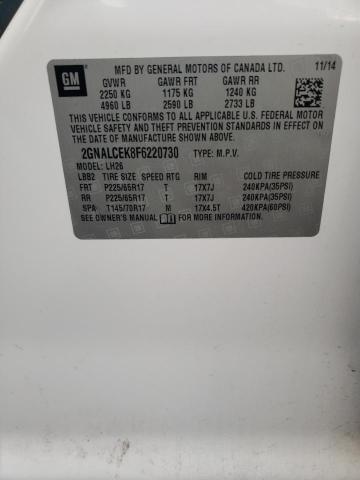 GM
MFD BY GENERAL MOTORS OF CANADA LTD. 11/14
GVWR GAWR FRT GAWR RR
2250 KG 1175 KG 1240 KG
4960 LB 2590 LB 2733 LB
THIS VEHICLE CONFORMS TO ALL APPLICABLE U.S. FEDERAL MOTOR
VEHICLE SAFETY AND THEFT PREVENTION STANDARDS IN EFFECT ON
THE DATE OF MANUFACTURE SHOWN ABOVE.
2GNALCEK8F6220730 TYPE: M.P.V.
MODEL: LH26
LBB2 TIRE SIZE SPEED RTG RIM COLD TIRE PRESSURE
FRT P225/65R17 T 17X7J 240KPA(35PSI)
RR P225/65R17 T 17X7J 240KPA(35PSI)
SPA T145/70R17 M 17X4.5T 420KPA(60PSI)
SEE OWNER'S MANUAL FOR MORE INFORMATION.